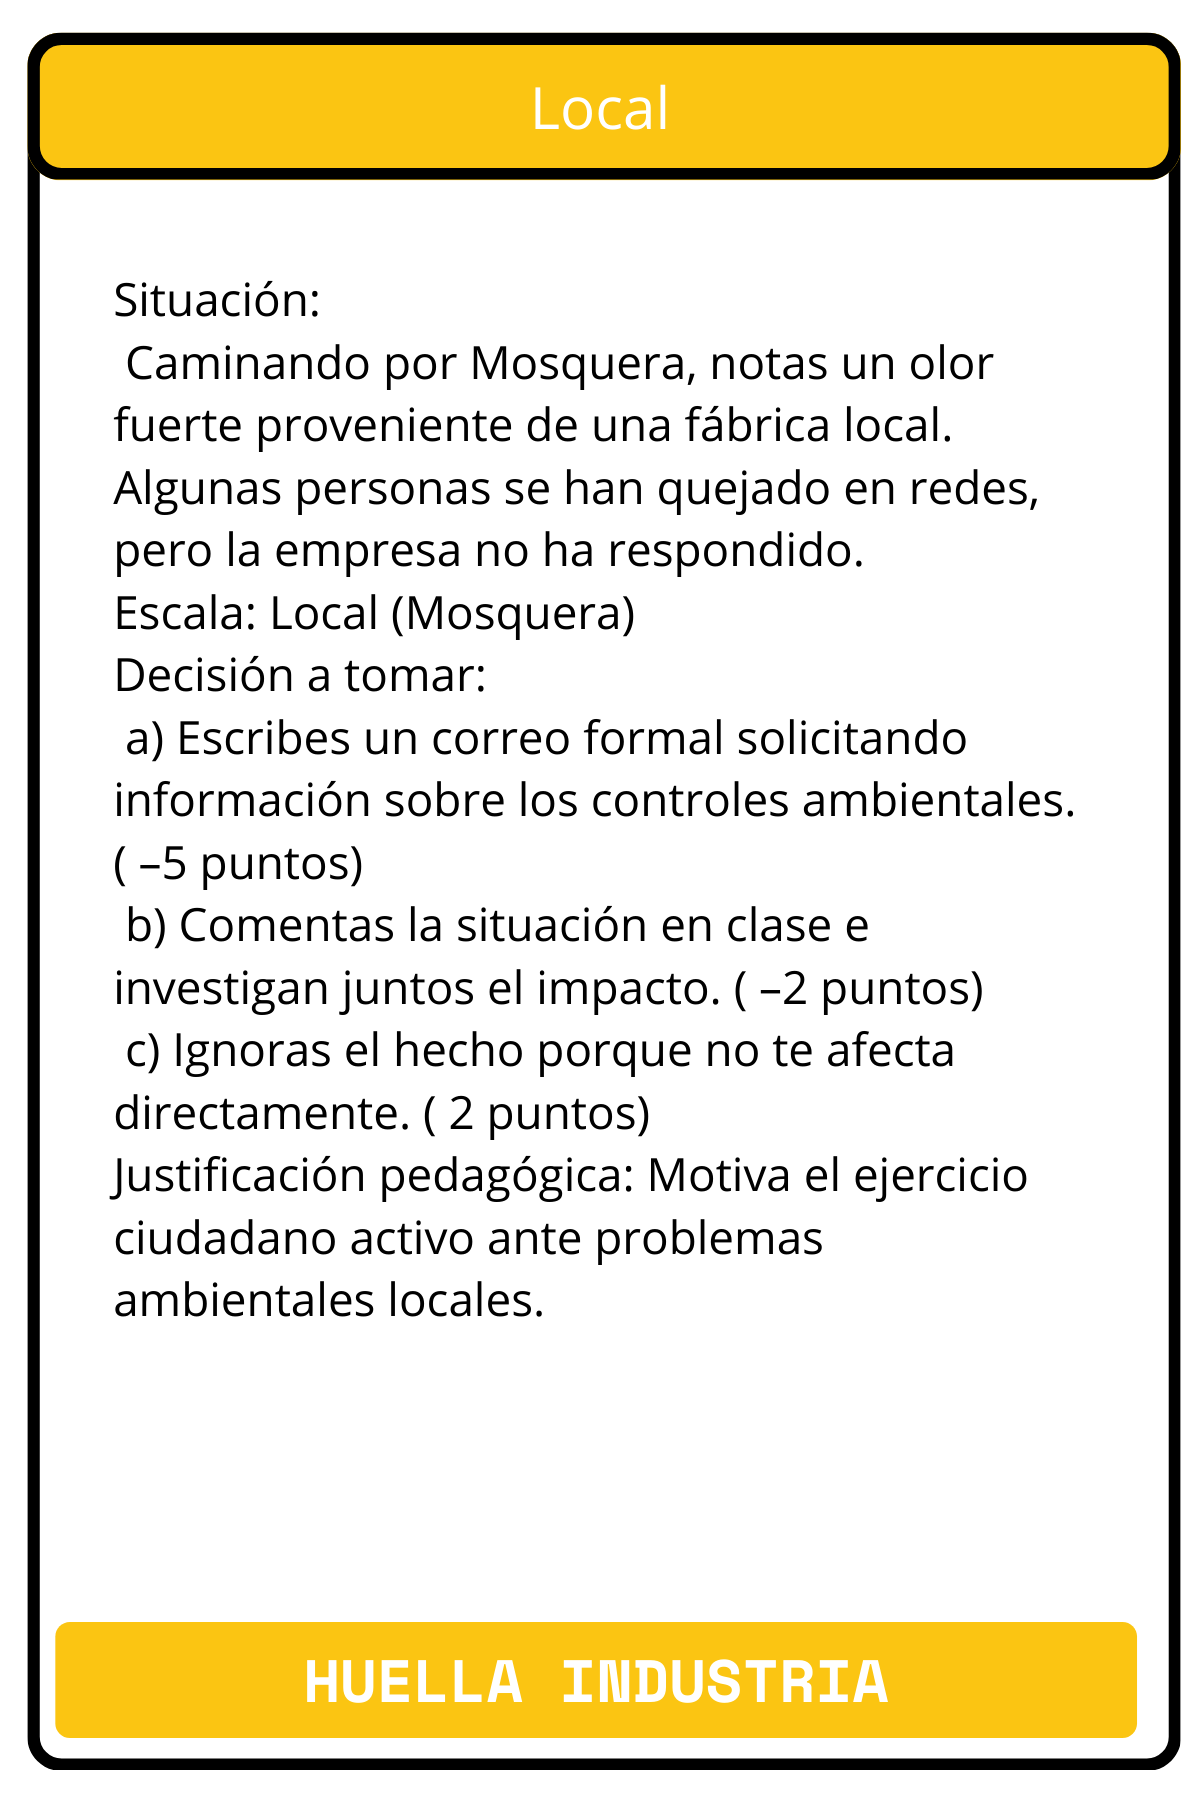 Local
Situación:
Caminando por Mosquera, notas un olor
fuerte proveniente de una fábrica local.
Algunas personas se han quejado en redes,
pero la empresa no ha respondido.
Escala: Local (Mosquera)
Decisión a tomar:
a) Escribes un correo formal solicitando
información sobre los controles ambientales.
( –5 puntos)
b) Comentas la situación en clase e
investigan juntos el impacto. ( –2 puntos)
c) Ignoras el hecho porque no te afecta
directamente. ( 2 puntos)
Justificación pedagógica: Motiva el ejercicio
ciudadano activo ante problemas
ambientales locales.
HUELLA INDUSTRIA